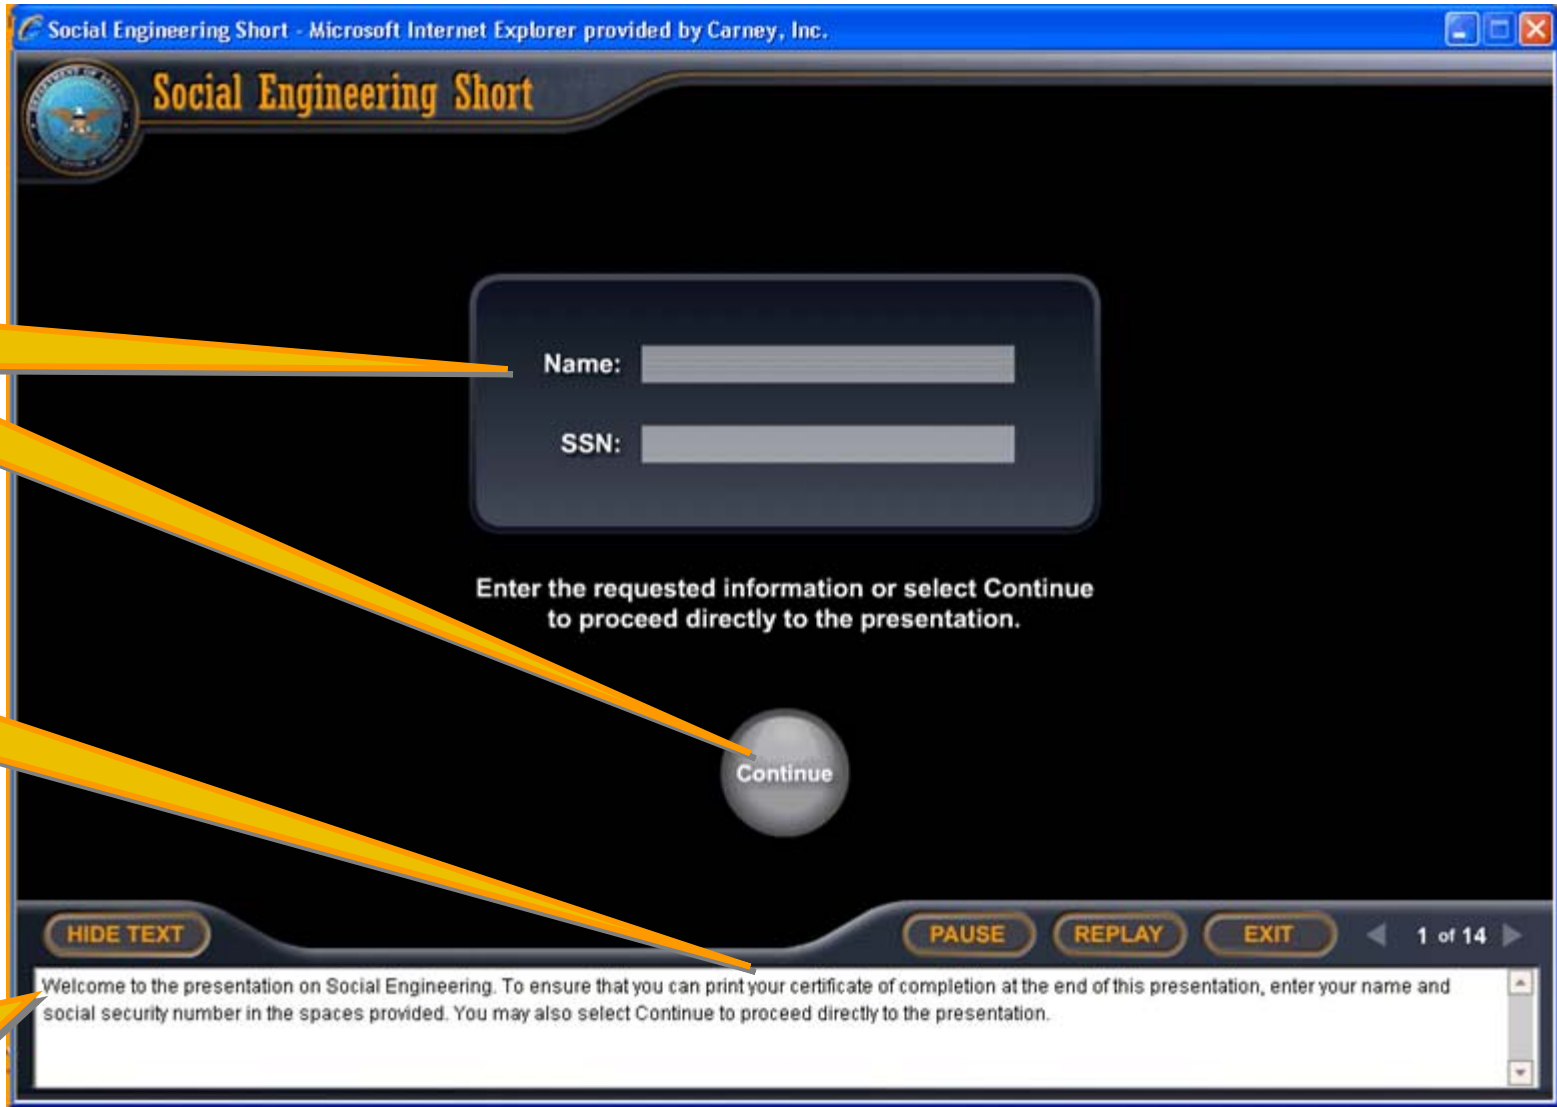 Social Engineering Short - Microsoft Internet Explorer provided by Carney, Inc.
Social Engineering Short
Name:
SSN:
Enter the requested information or select Continue
to proceed directly to the presentation.
Continue
HIDE TEXT
PAUSE REPLAY EXIT 1 of 14
Welcome to the presentation on Social Engineering. To ensure that you can print your certificate of completion at the end of this presentation, enter your name and
social security number in the spaces provided. You may also select Continue to proceed directly to the presentation.